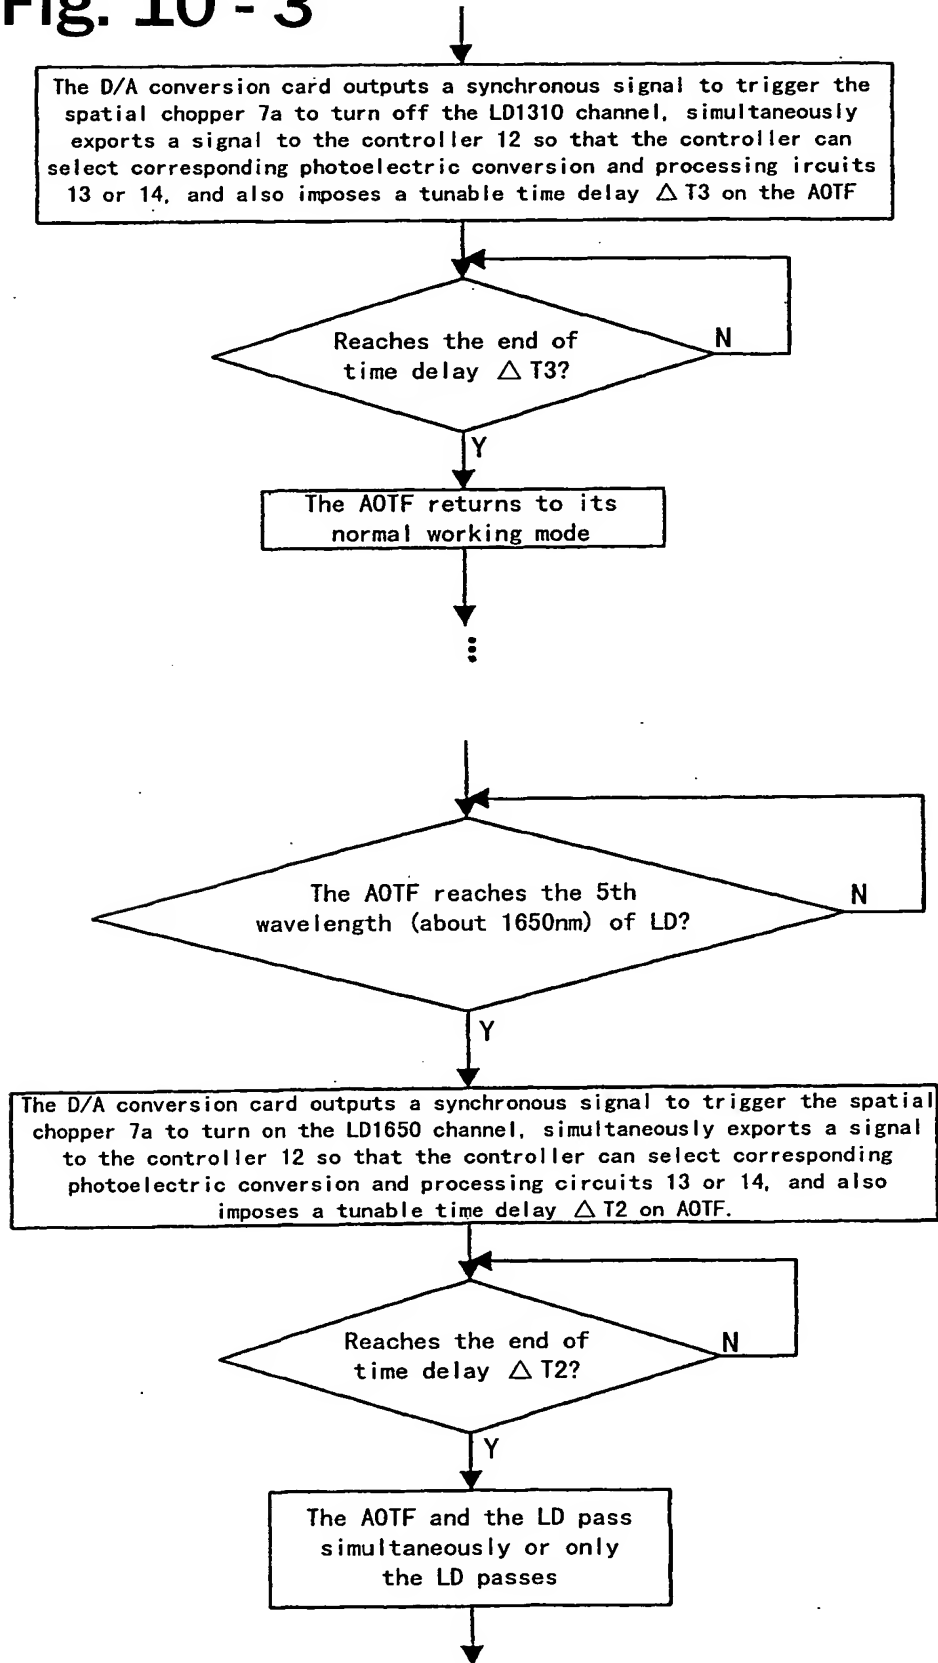 Fig. 10 - 3
The D/A conversion card outputs a synchronous signal to trigger the
spatial chopper 7a to turn off the LD1310 channel, simultaneously
exports a signal to the controller 12 so that the controller can
select corresponding photoelectric conversion and processing ircuits
13 or 14, and also imposes a tunable time delay △ T3 on the AOTF
Reaches the end of
time delay △ T3?
N
Y
The AOTF returns to its
normal working mode
⋮
The AOTF reaches the 5th
wavelength (about 1650nm) of LD?
N
Y
The D/A conversion card outputs a synchronous signal to trigger the spatial
chopper 7a to turn on the LD1650 channel, simultaneously exports a signal
to the controller 12 so that the controller can select corresponding
photoelectric conversion and processing circuits 13 or 14, and also
imposes a tunable time delay △ T2 on AOTF.
Reaches the end of
time delay △ T2?
N
Y
The AOTF and the LD pass
simultaneously or only
the LD passes